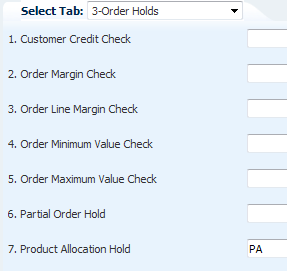 Select Tab: 3-Order Holds
1. Customer Credit Check
2. Order Margin Check
3. Order Line Margin Check
4. Order Minimum Value Check
5. Order Maximum Value Check
6. Partial Order Hold
7. Product Allocation Hold PA